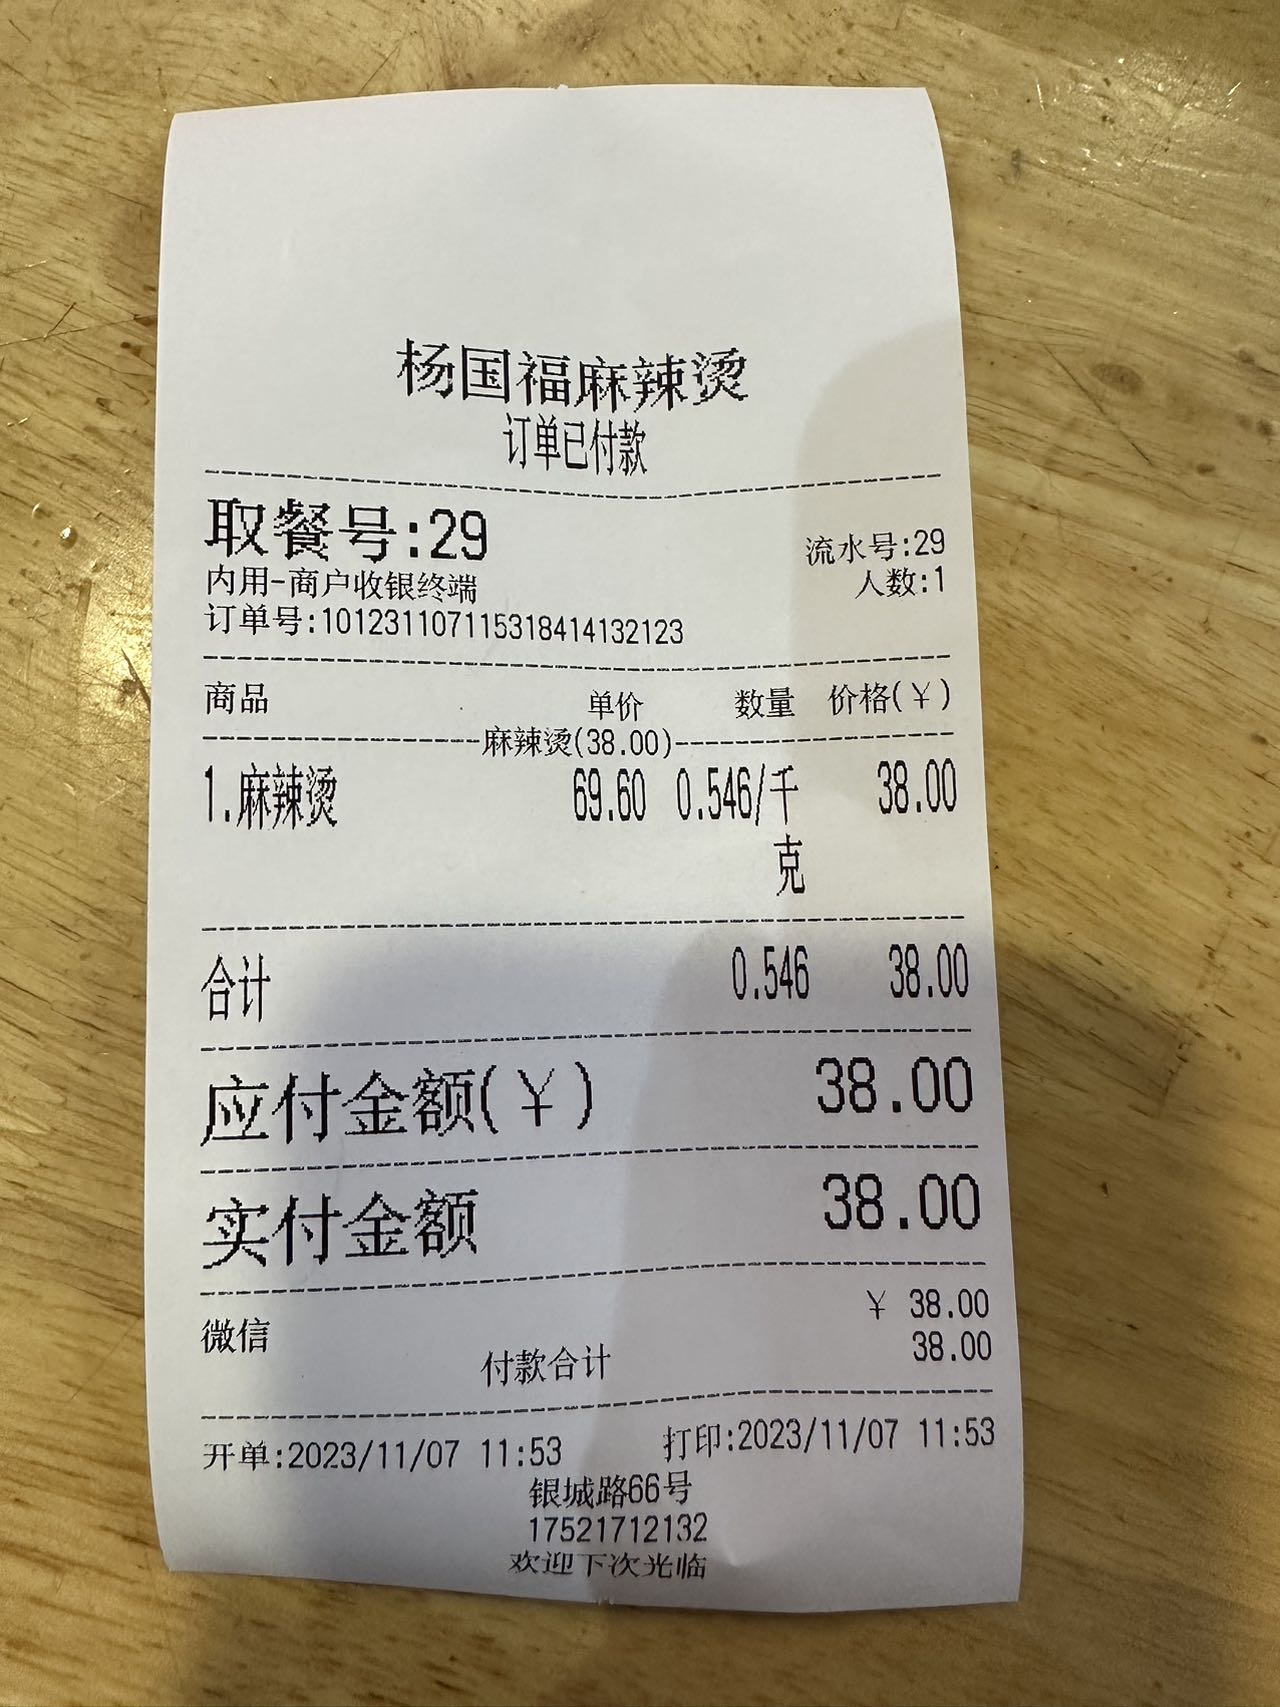 杨国福麻辣烫
订单已付款
取餐号:29
流水号:29
内用-商户收银终端
人数:1
订单号:101231107115318414132123
商品 单价 数量 价格(¥)
麻辣烫(38.00)
1.麻辣烫 69.60 0.546/千克 38.00
合计 0.546 38.00
应付金额(¥) 38.00
实付金额 38.00
微信 ¥ 38.00
付款合计 38.00
开单:2023/11/07 11:53 打印:2023/11/07 11:53
银城路66号
17521712132
欢迎下次光临